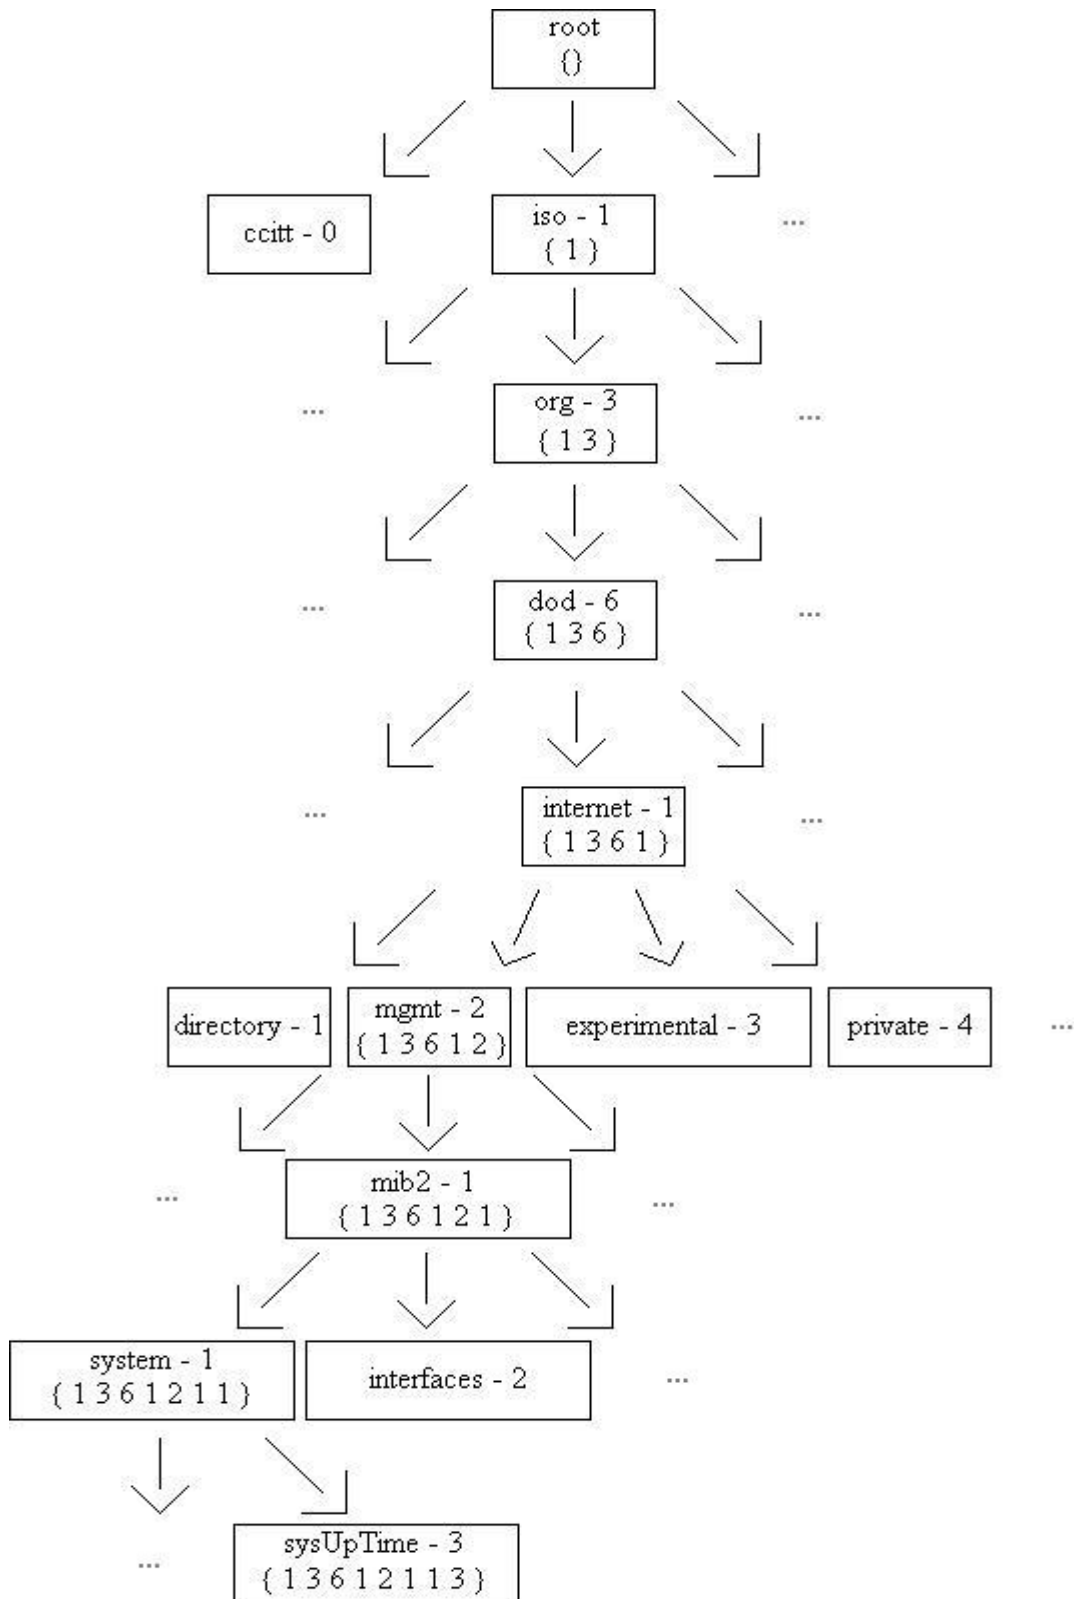 root
{}
ccitt - 0
iso - 1
{ 1 }
...
...
org - 3
{ 1 3 }
...
...
dod - 6
{ 1 3 6 }
...
...
internet - 1
{ 1 3 6 1 }
...
directory - 1
mgmt - 2
{ 1 3 6 1 2 }
experimental - 3
private - 4
...
...
mib2 - 1
{ 1 3 6 1 2 1 }
...
system - 1
{ 1 3 6 1 2 1 1 }
interfaces - 2
...
...
sysUpTime - 3
{ 1 3 6 1 2 1 1 3 }